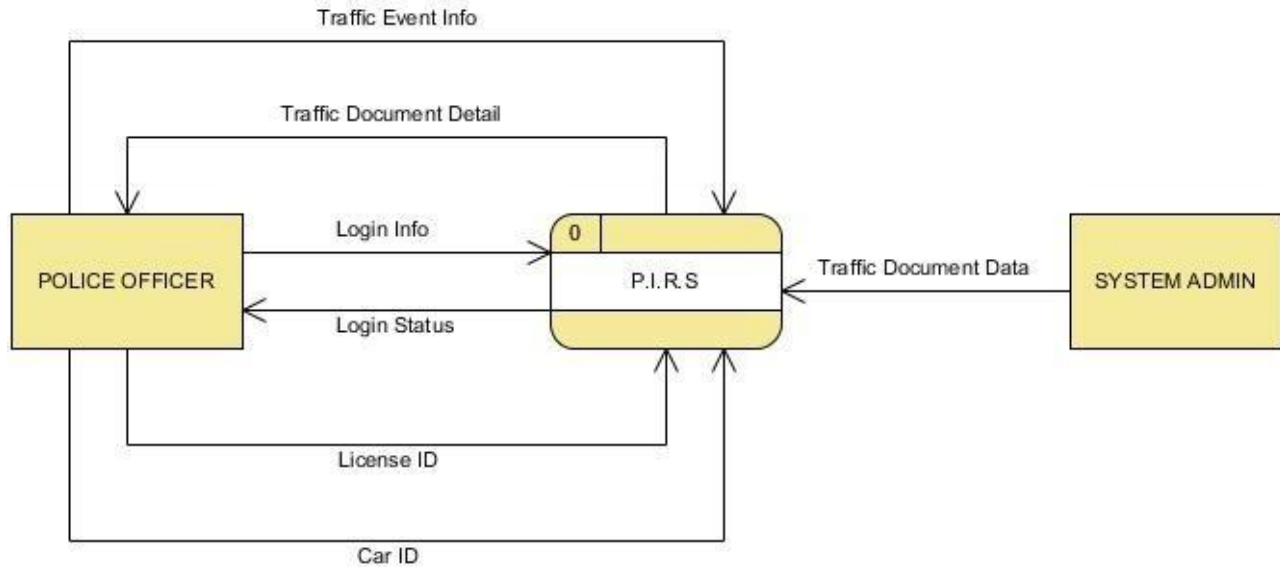 Traffic Event Info
Traffic Document Detail
Login Info
0
POLICE OFFICER
P.I.R.S
Traffic Document Data
SYSTEM ADMIN
Login Status
License ID
Car ID